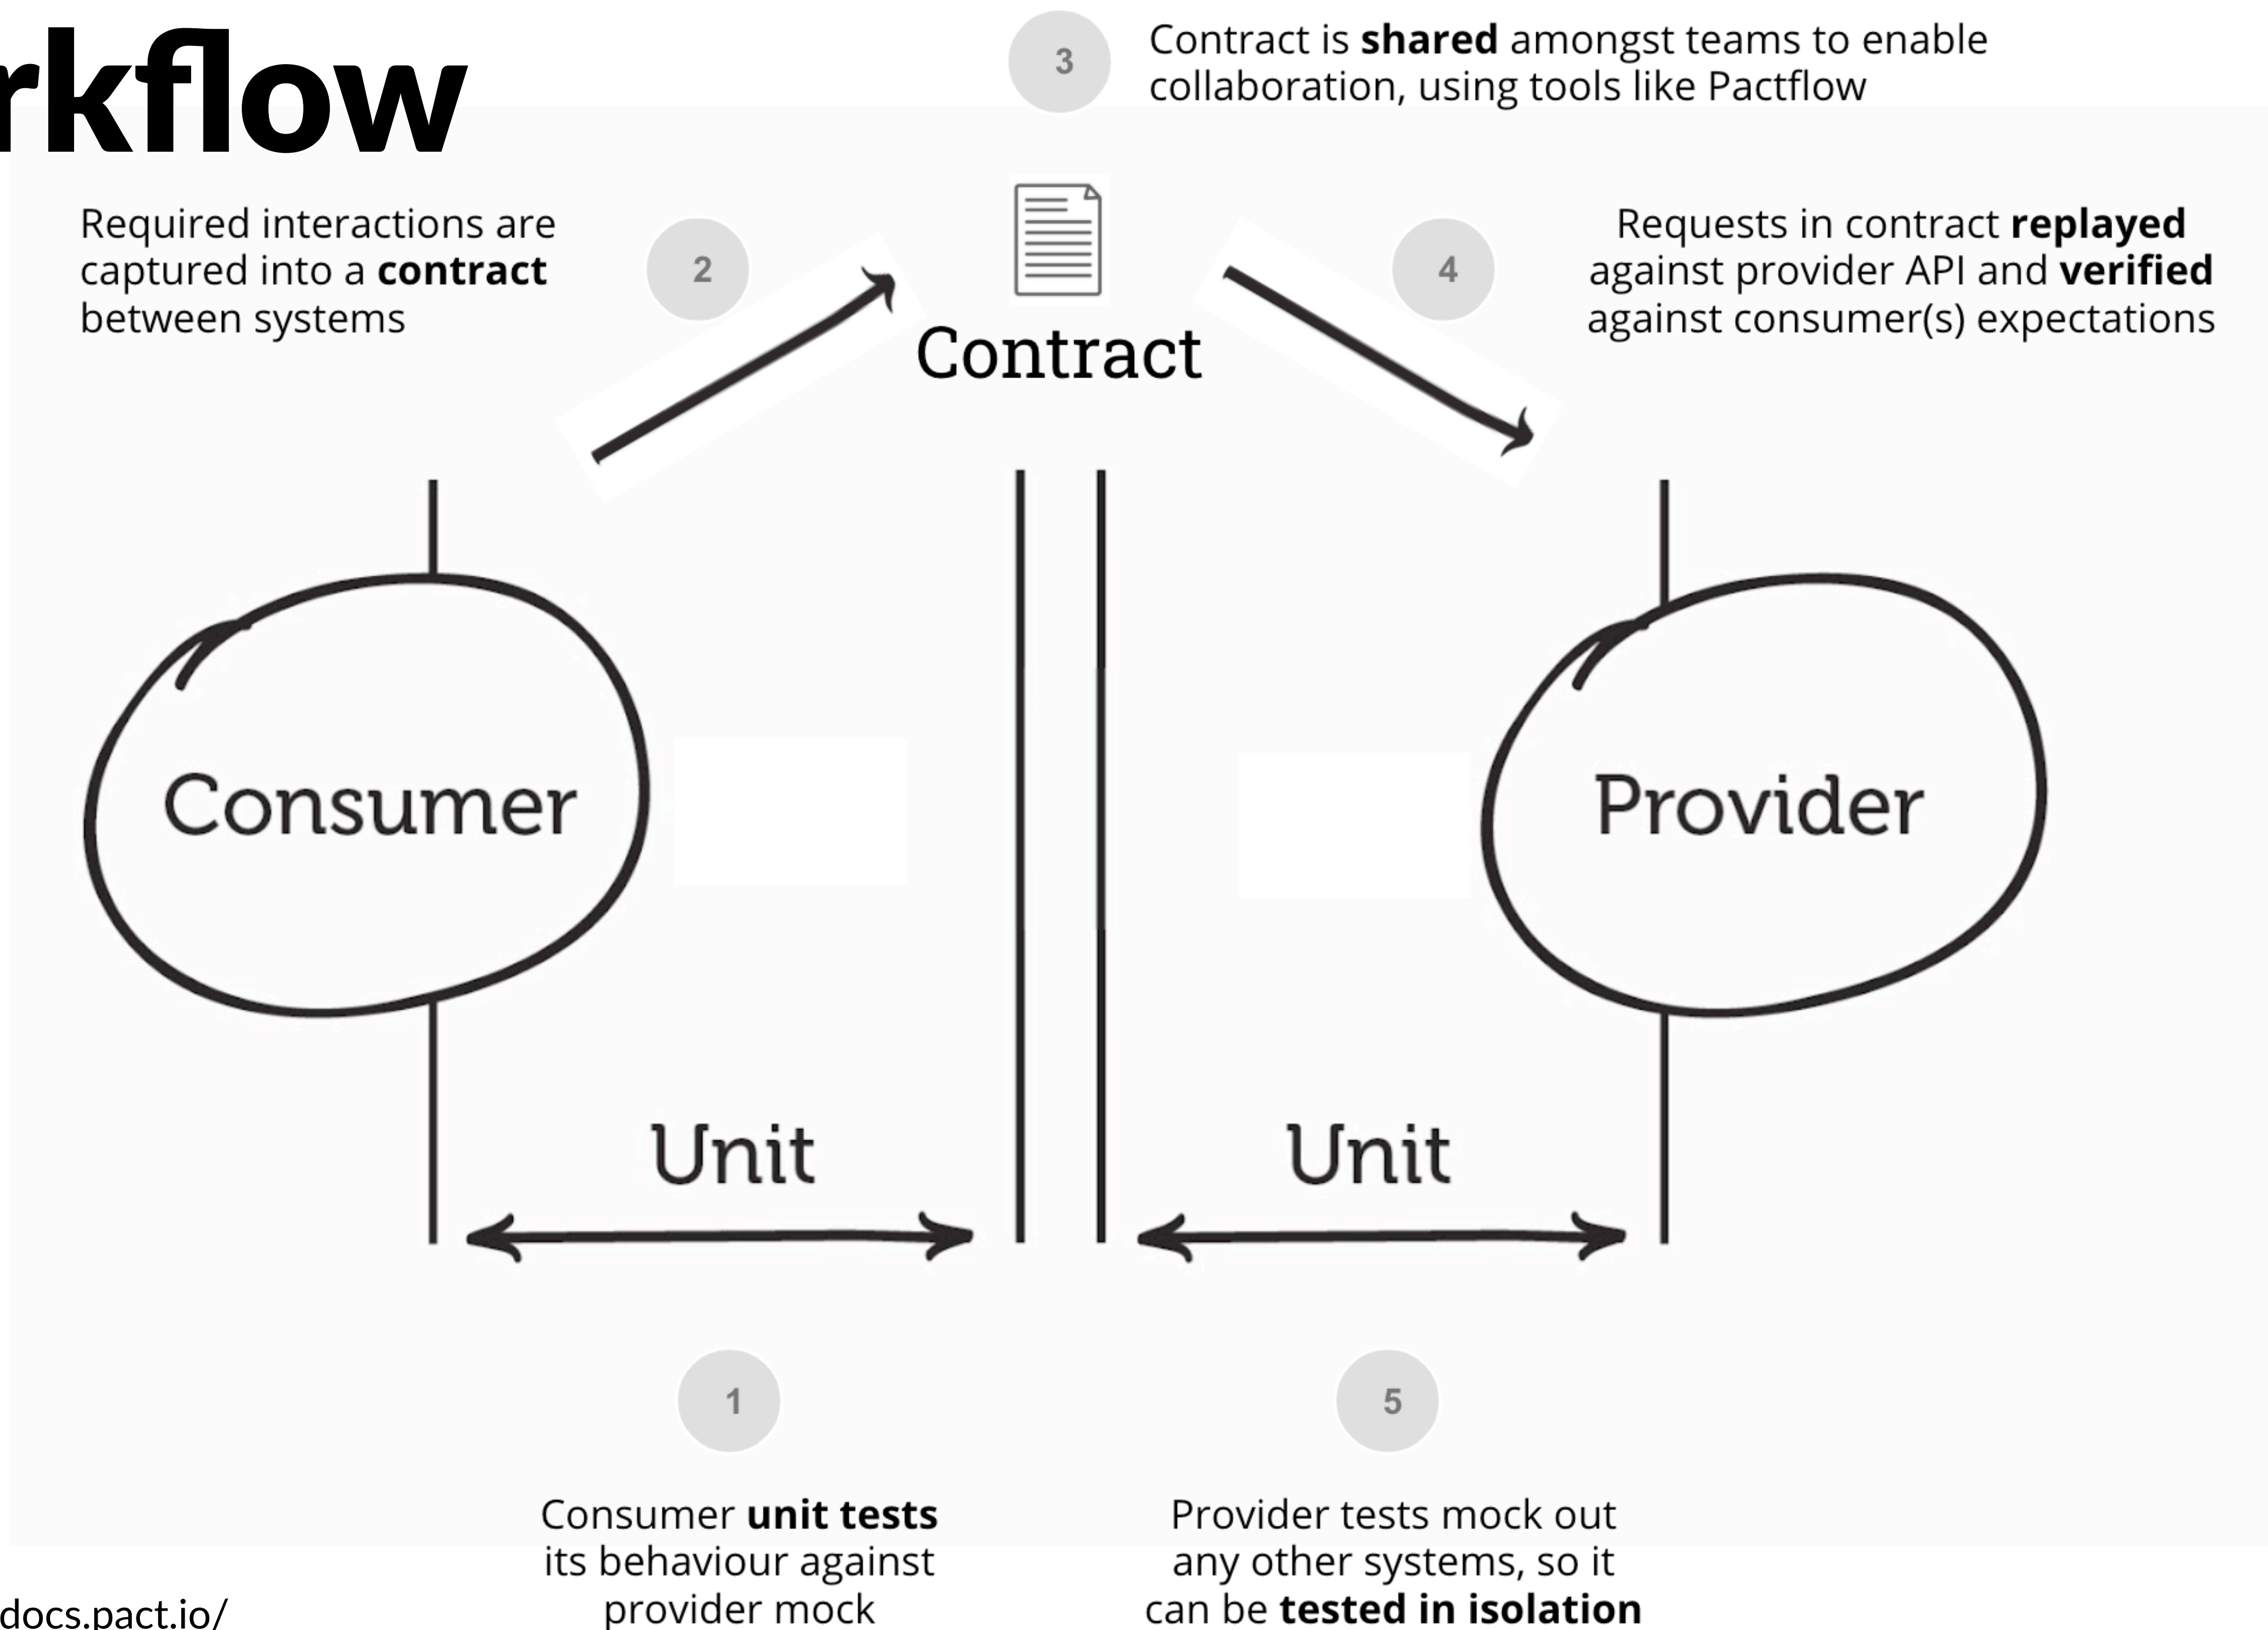 rkflow
3
Contract is shared amongst teams to enable
collaboration, using tools like Pactflow
Required interactions are
captured into a contract
between systems
2
Contract
4
Requests in contract replayed
against provider API and verified
against consumer(s) expectations
Consumer
Provider
Unit
Unit
1
5
Consumer unit tests
its behaviour against
provider mock
Provider tests mock out
any other systems, so it
can be tested in isolation
docs.pact.io/